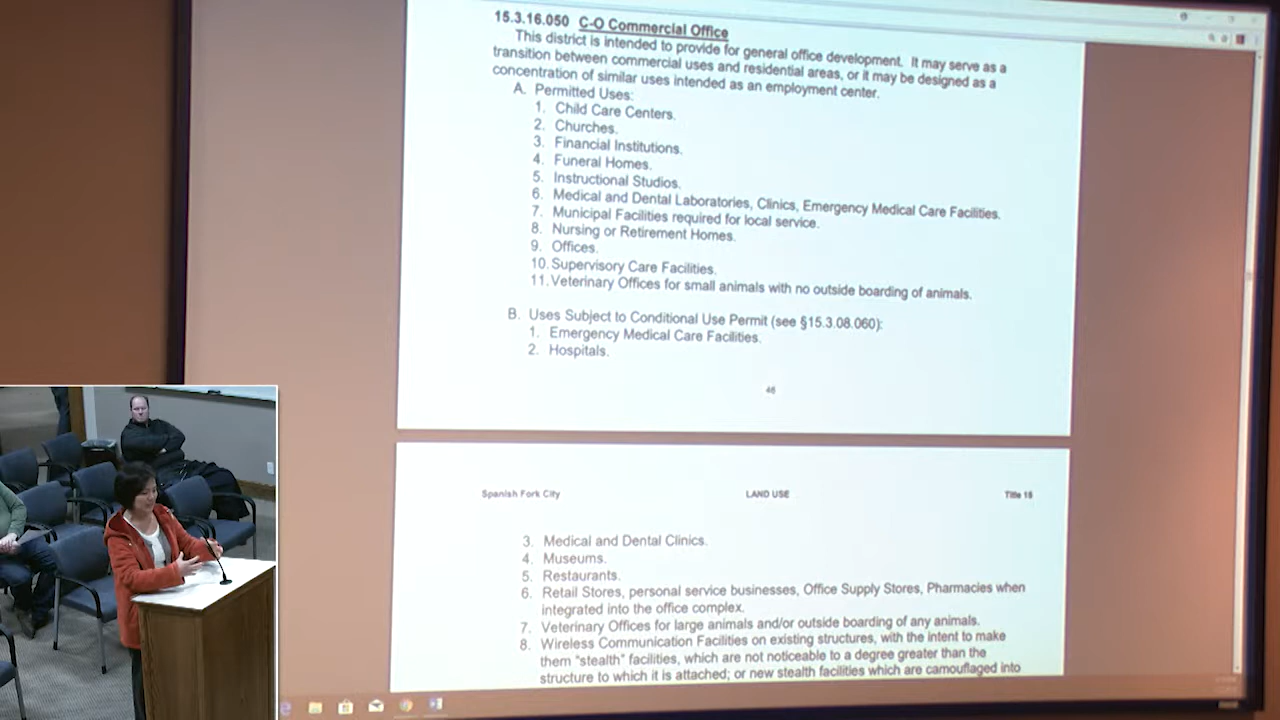 15.3.16.050 C-O Commercial Office
This district is intended to provide for general office development. It may serve as a
transition between commercial uses and residential areas, or it may be designed as a
concentration of similar uses intended as an employment center.
A. Permitted Uses:
1. Child Care Centers.
2. Churches.
3. Financial Institutions.
4. Funeral Homes.
5. Instructional Studios.
6. Medical and Dental Laboratories, Clinics, Emergency Medical Care Facilities.
7. Municipal Facilities required for local service.
8. Nursing or Retirement Homes.
9. Offices.
10. Supervisory Care Facilities.
11. Veterinary Offices for small animals with no outside boarding of animals.
B. Uses Subject to Conditional Use Permit (see §15.3.08.060):
1. Emergency Medical Care Facilities.
2. Hospitals.
46
Spanish Fork City LAND USE Title 15
3. Medical and Dental Clinics.
4. Museums.
5. Restaurants.
6. Retail Stores, personal service businesses, Office Supply Stores, Pharmacies when
integrated into the office complex.
7. Veterinary Offices for large animals and/or outside boarding of any animals.
8. Wireless Communication Facilities on existing structures, with the intent to make
them "stealth" facilities, which are not noticeable to a degree greater than the
structure to which it is attached; or new stealth facilities which are camouflaged into